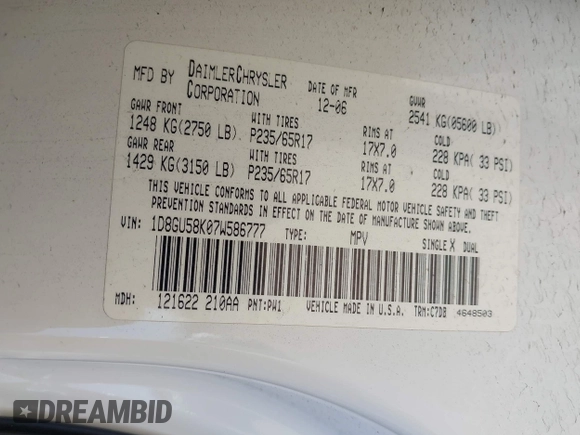 MFD BY DAIMLERCHRYSLER CORPORATION
DATE OF MFR 12-06
GVWR 2541 KG(05600 LB)
GAWR FRONT WITH TIRES RIMS AT COLD
1248 KG(2750 LB) P235/65R17 17X7.0 228 KPA( 33 PSI)
GAWR REAR WITH TIRES RIMS AT COLD
1429 KG(3150 LB) P235/65R17 17X7.0 228 KPA( 33 PSI)
THIS VEHICLE CONFORMS TO ALL APPLICABLE FEDERAL MOTOR VEHICLE SAFETY AND THEFT
PREVENTION STANDARDS IN EFFECT ON THE DATE OF MANUFACTURE SHOWN ABOVE.
VIN: 1D8GU58K07W586777 TYPE: MPV SINGLE X DUAL
MDH: 121622 210AA PNT:PW1 VEHICLE MADE IN U.S.A. TRM:C7DB 4648503
DREAMBID